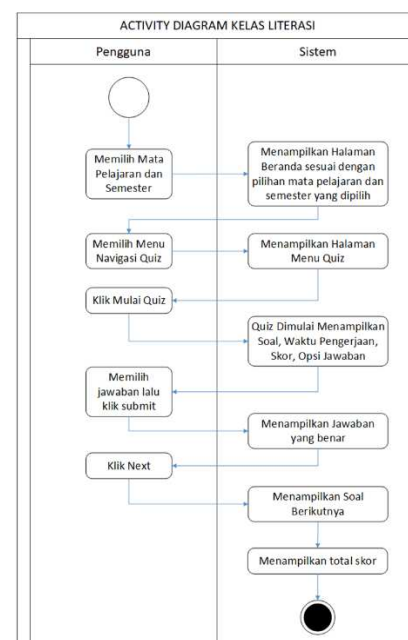 ACTIVITY DIAGRAM KELAS LITERASI
Pengguna
Sistem
Memilih Mata
Pelajaran dan
Semester
Menampilkan Halaman
Beranda sesuai dengan
pilihan mata pelajaran dan
semester yang dipilih
Memilih Menu
Navigasi Quiz
Menampilkan Halaman
Menu Quiz
Klik Mulai Quiz
Quiz Dimulai Menampilkan
Soal, Waktu Pengerjaan,
Skor, Opsi Jawaban
Memilih
jawaban lalu
klik submit
Menampilkan Jawaban
yang benar
Klik Next
Menampilkan Soal
Berikutnya
Menampilkan total skor